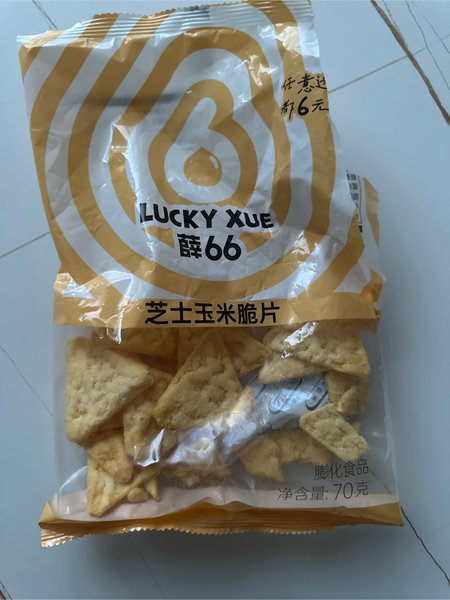 任意边
都6元
LUCKY XUE
薛66
芝士玉米脆片
膨化食品
净含量: 70克